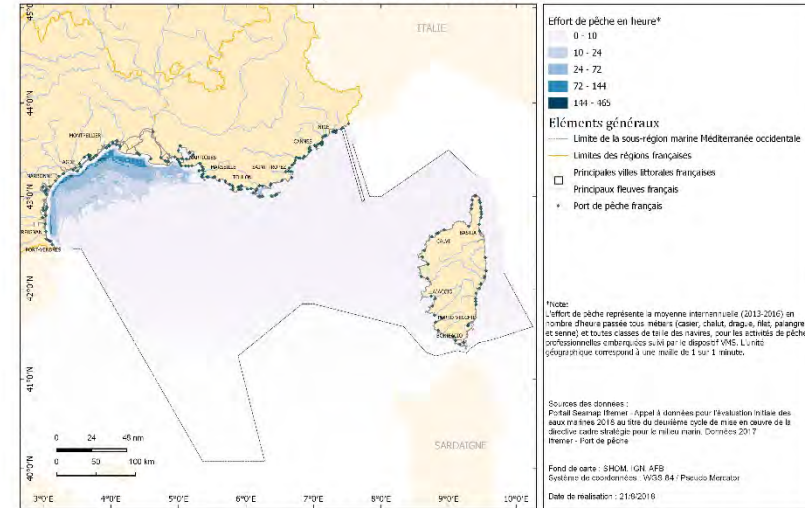 45°
44°0'N
43°0'N
42°0'N
41°0'N
40°0'N
ITALIE
MONTPELLIER
AGDE
NARBONNE
PORT-VENDRES
MARTIGUES
MARSEILLE
TOULON
SAINT-TROPEZ
CANNES
NICE
CALVI
BASTIA
AJACCIO
PORTO-VECCHIO
BONIFACIO
SARDAIGNE
0 24 48 nm
0 50 100 km
3°0'E 4°0'E 5°0'E 6°0'E 7°0'E 8°0'E 9°0'E 10°0'E
Effort de pêche en heure*
0 - 10
10 - 24
24 - 72
72 - 144
144 - 465
Eléments généraux
Limite de la sous-région marine Méditerranée occidentale
Limites des régions françaises
Principales villes littorales françaises
Principaux fleuves français
Port de pêche français
*Note:
L'effort de pêche représente la moyenne interannuelle (2013-2016) en
nombre d'heure passée tous métiers (casier, chalut, drague, filet, palangre
et senne) et toutes classes de taille des navires, pour les activités de pêche
professionnelles embarquées suivi par le dispositif VMS. L'unité
géographique correspond à une maille de 1 sur 1 minute.
Sources des données :
Portail Sexmap Ifremer - Appel à données pour l'évaluation initiale des
eaux marines 2018 au titre du deuxième cycle de mise en œuvre de la
directive cadre stratégie pour le milieu marin. Données 2017
Ifremer - Port de pêche
Fond de carte : SHOM, IGN, AFB
Système de coordonnées : WGS 84 / Pseudo Mercator
Date de réalisation : 21/8/2018